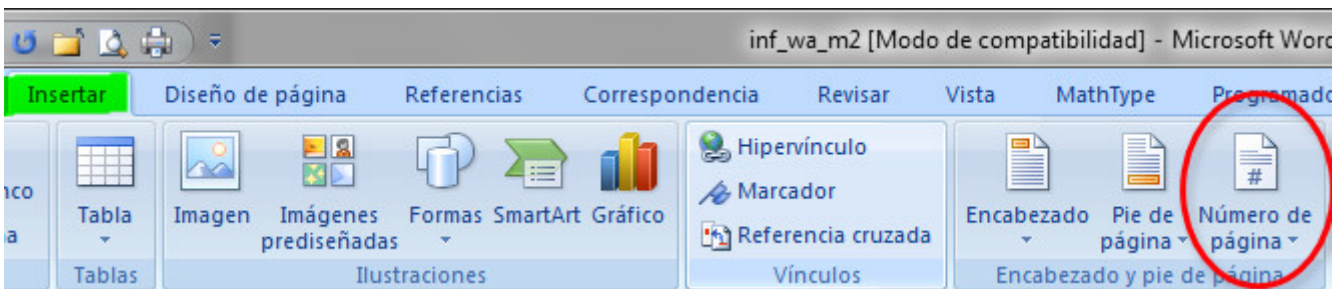 inf_wa_m2 [Modo de compatibilidad] - Microsoft Word
Insertar Diseño de página Referencias Correspondencia Revisar Vista MathType
Hipervínculo
Marcador
Tabla Imagen Imágenes prediseñadas Formas SmartArt Gráfico Encabezado Pie de página Número de página
#
Referencia cruzada
Tablas Ilustraciones Vínculos Encabezado y pie de página